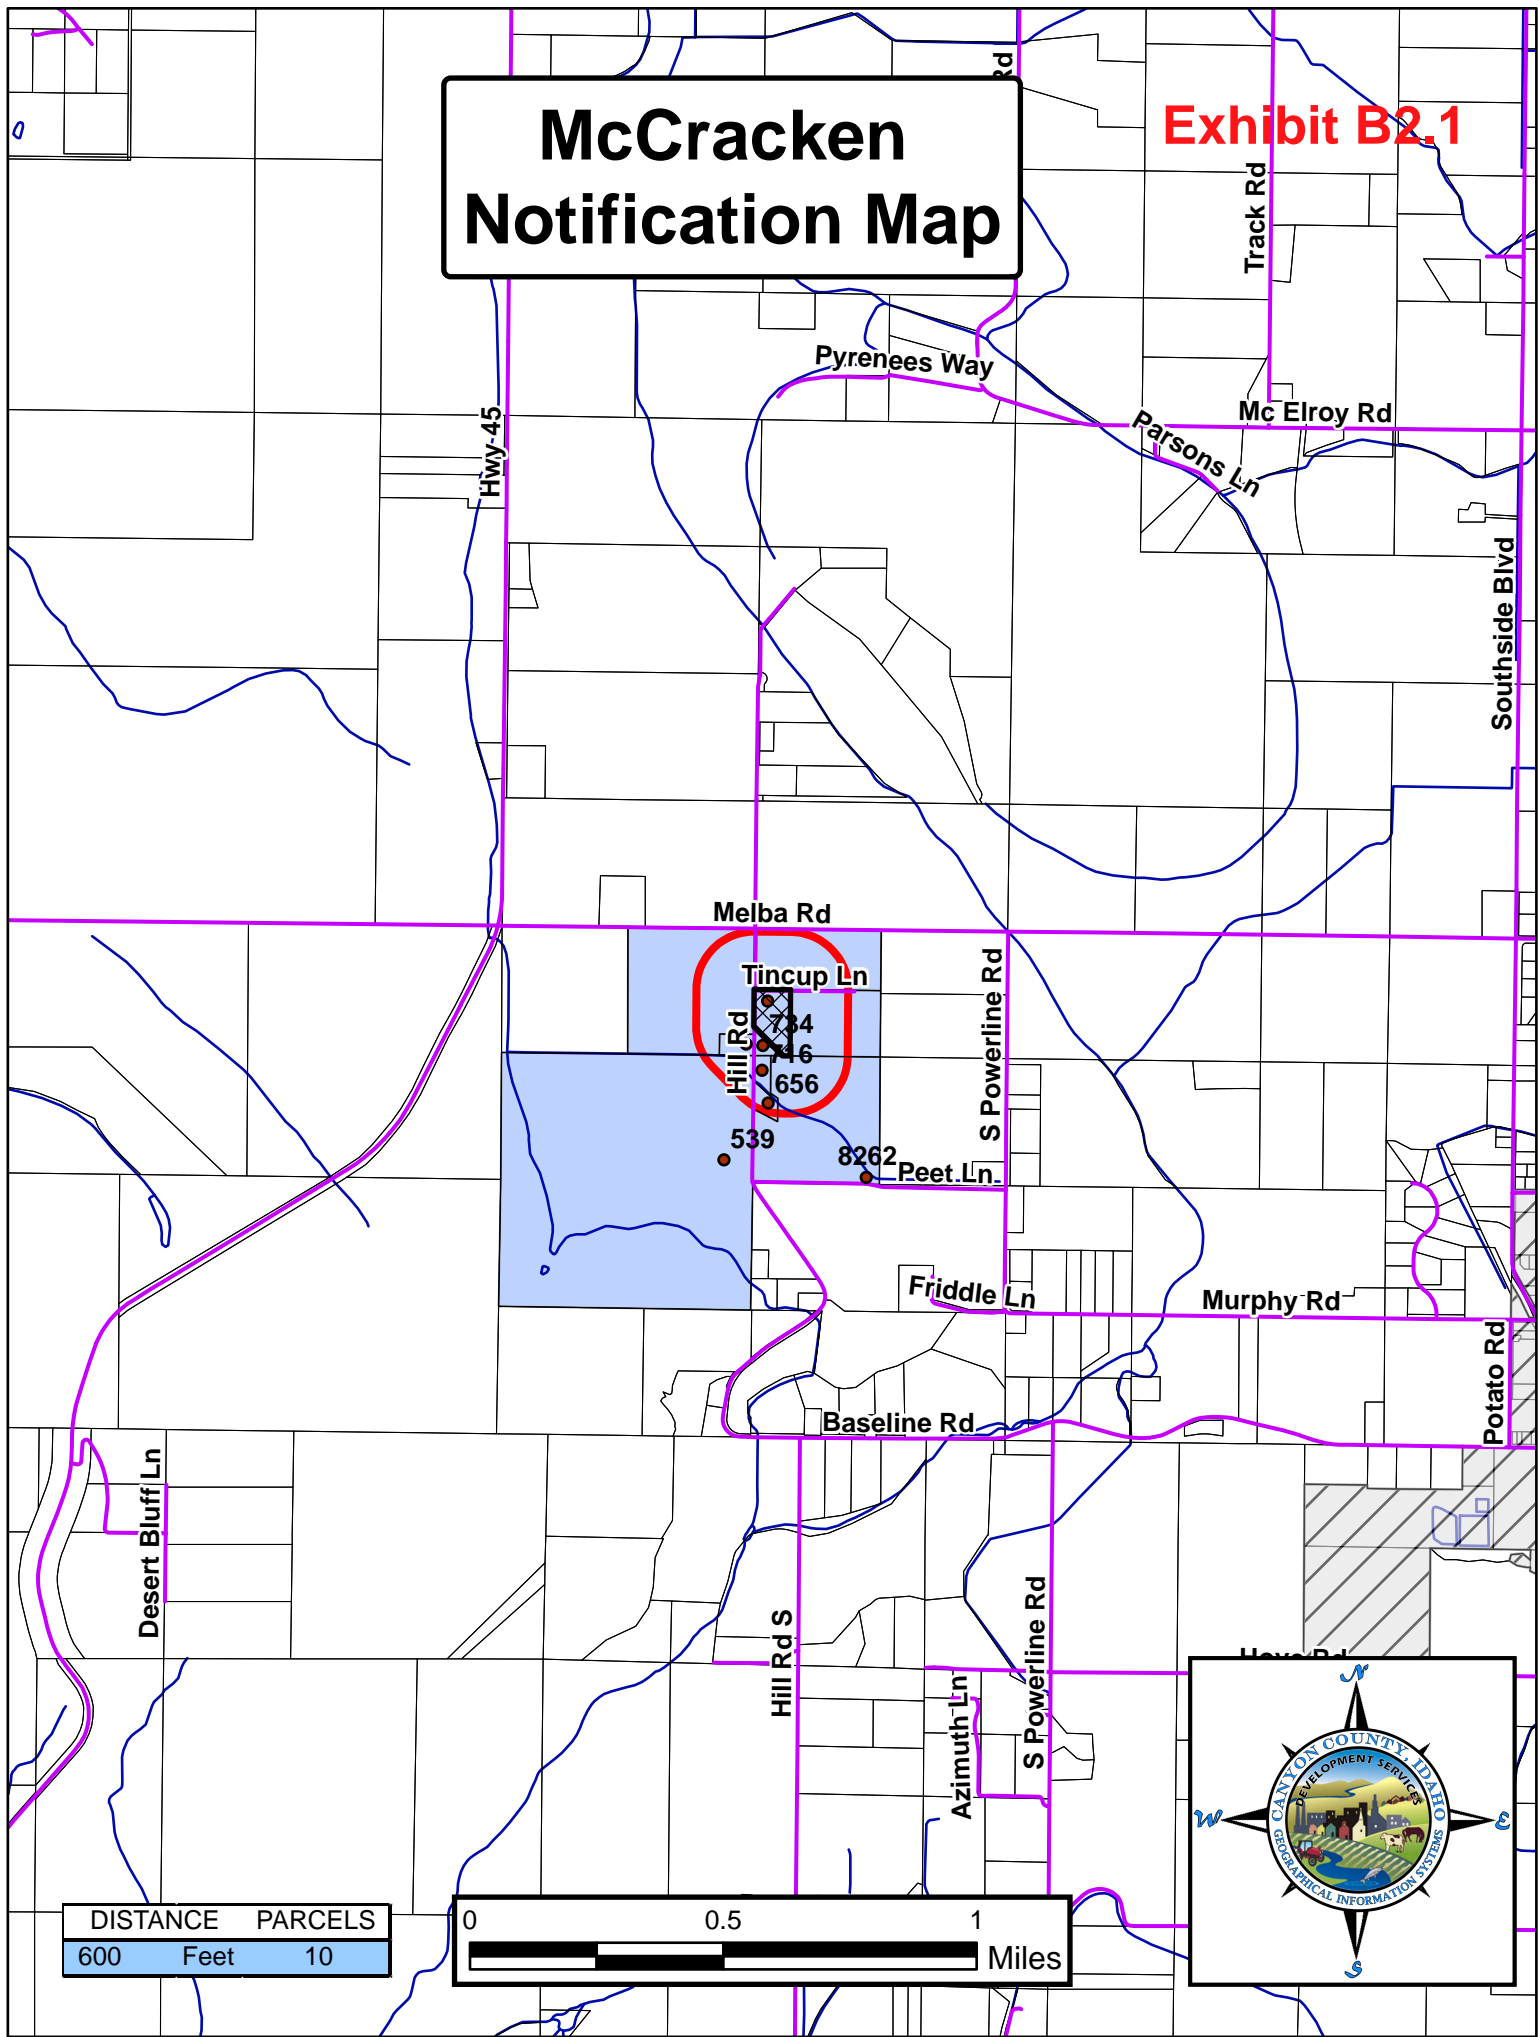 Rd
McCracken
Notification Map
Exhibit B2.1
Track Rd
Pyrenees Way
Mc Elroy Rd
Parsons Ln
Hwy 45
Southside Blvd
Melba Rd
Tincup Ln
S Powerline Rd
Hill Rd
734
716
656
539
8262
Peet Ln
Friddle Ln
Murphy Rd
Potato Rd
Baseline Rd
Desert Bluff Ln
Hill Rd S
S Powerline Rd
Azimuth Ln
N
W
E
S
CANYON COUNTY, IDAHO
DEVELOPMENT SERVICES
GEOGRAPHICAL INFORMATION SYSTEMS
DISTANCE PARCELS
600 Feet 10
0 0.5 1
Miles